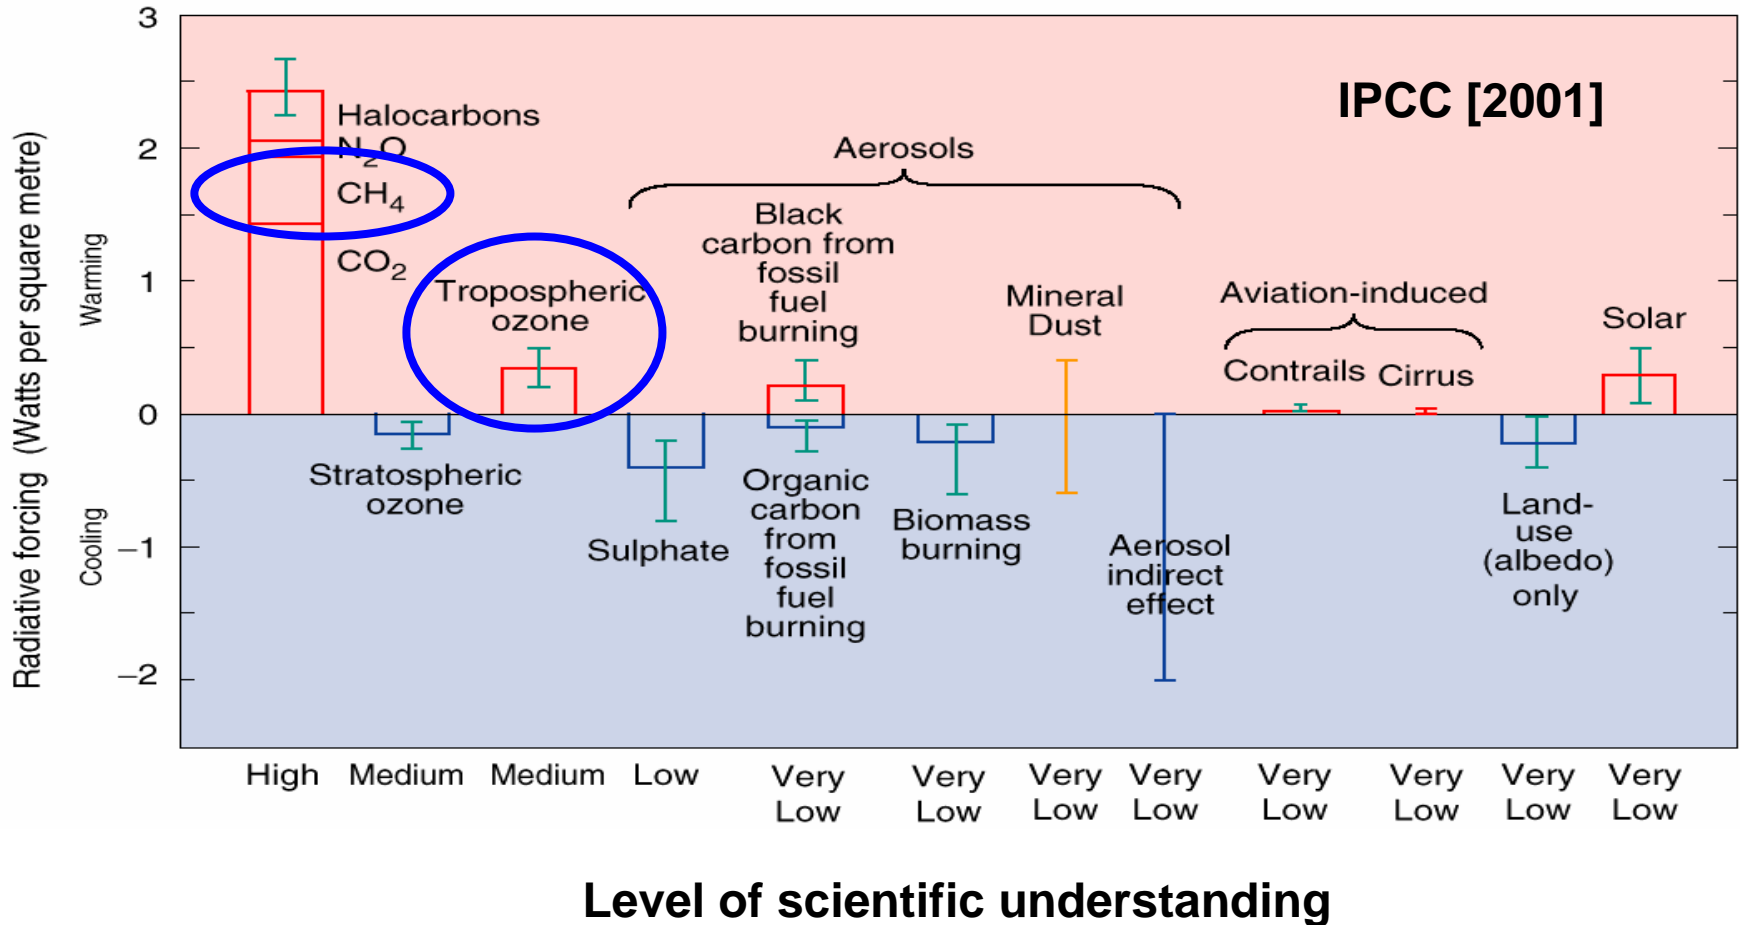 Radiative forcing (Watts per square metre)
Cooling
Warming
3
2
1
0
−1
−2
IPCC [2001]
Halocarbons
N₂O
CH₄
CO₂
Stratospheric
ozone
Tropospheric
ozone
Aerosols
Sulphate
Black
carbon from
fossil
fuel
burning
Organic
carbon
from
fossil
fuel
burning
Biomass
burning
Mineral
Dust
Aerosol
indirect
effect
Aviation-induced
Contrails
Cirrus
Land-
use
(albedo)
only
Solar
High
Medium
Medium
Low
Very
Low
Very
Low
Very
Low
Very
Low
Very
Low
Very
Low
Very
Low
Very
Low
Level of scientific understanding